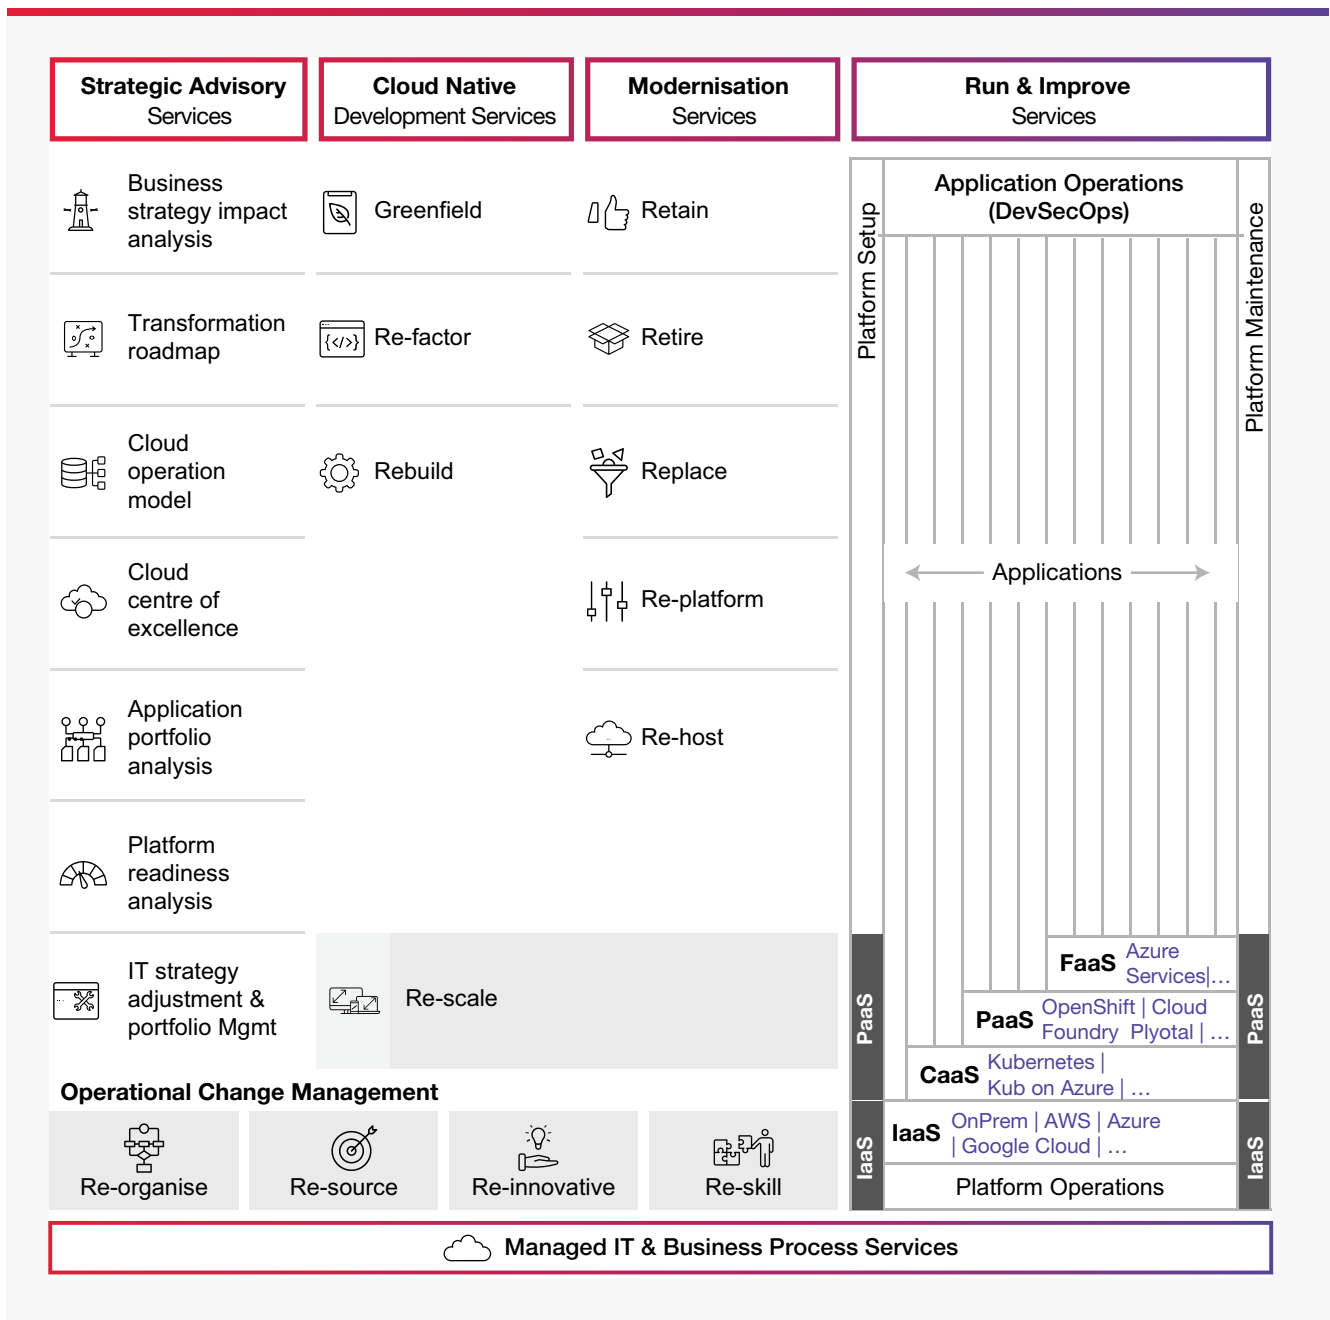 Strategic Advisory
Services
Cloud Native
Development Services
Modernisation
Services
Run & Improve
Services
Business
strategy impact
analysis
Transformation
roadmap
Cloud
operation
model
Cloud
centre of
excellence
Application
portfolio
analysis
Platform
readiness
analysis
IT strategy
adjustment &
portfolio Mgmt
Greenfield
Re-factor
Rebuild
Retain
Retire
Replace
Re-platform
Re-host
Re-scale
Platform Setup
Application Operations
(DevSecOps)
Platform Maintenance
Applications
PaaS
FaaS Azure
Services|...
PaaS OpenShift | Cloud
Foundry Plyotal | ...
CaaS Kubernetes |
Kub on Azure | ...
PaaS
IaaS
IaaS OnPrem | AWS | Azure
| Google Cloud | ...
Platform Operations
IaaS
Operational Change Management
Re-organise
Re-source
Re-innovative
Re-skill
Managed IT & Business Process Services